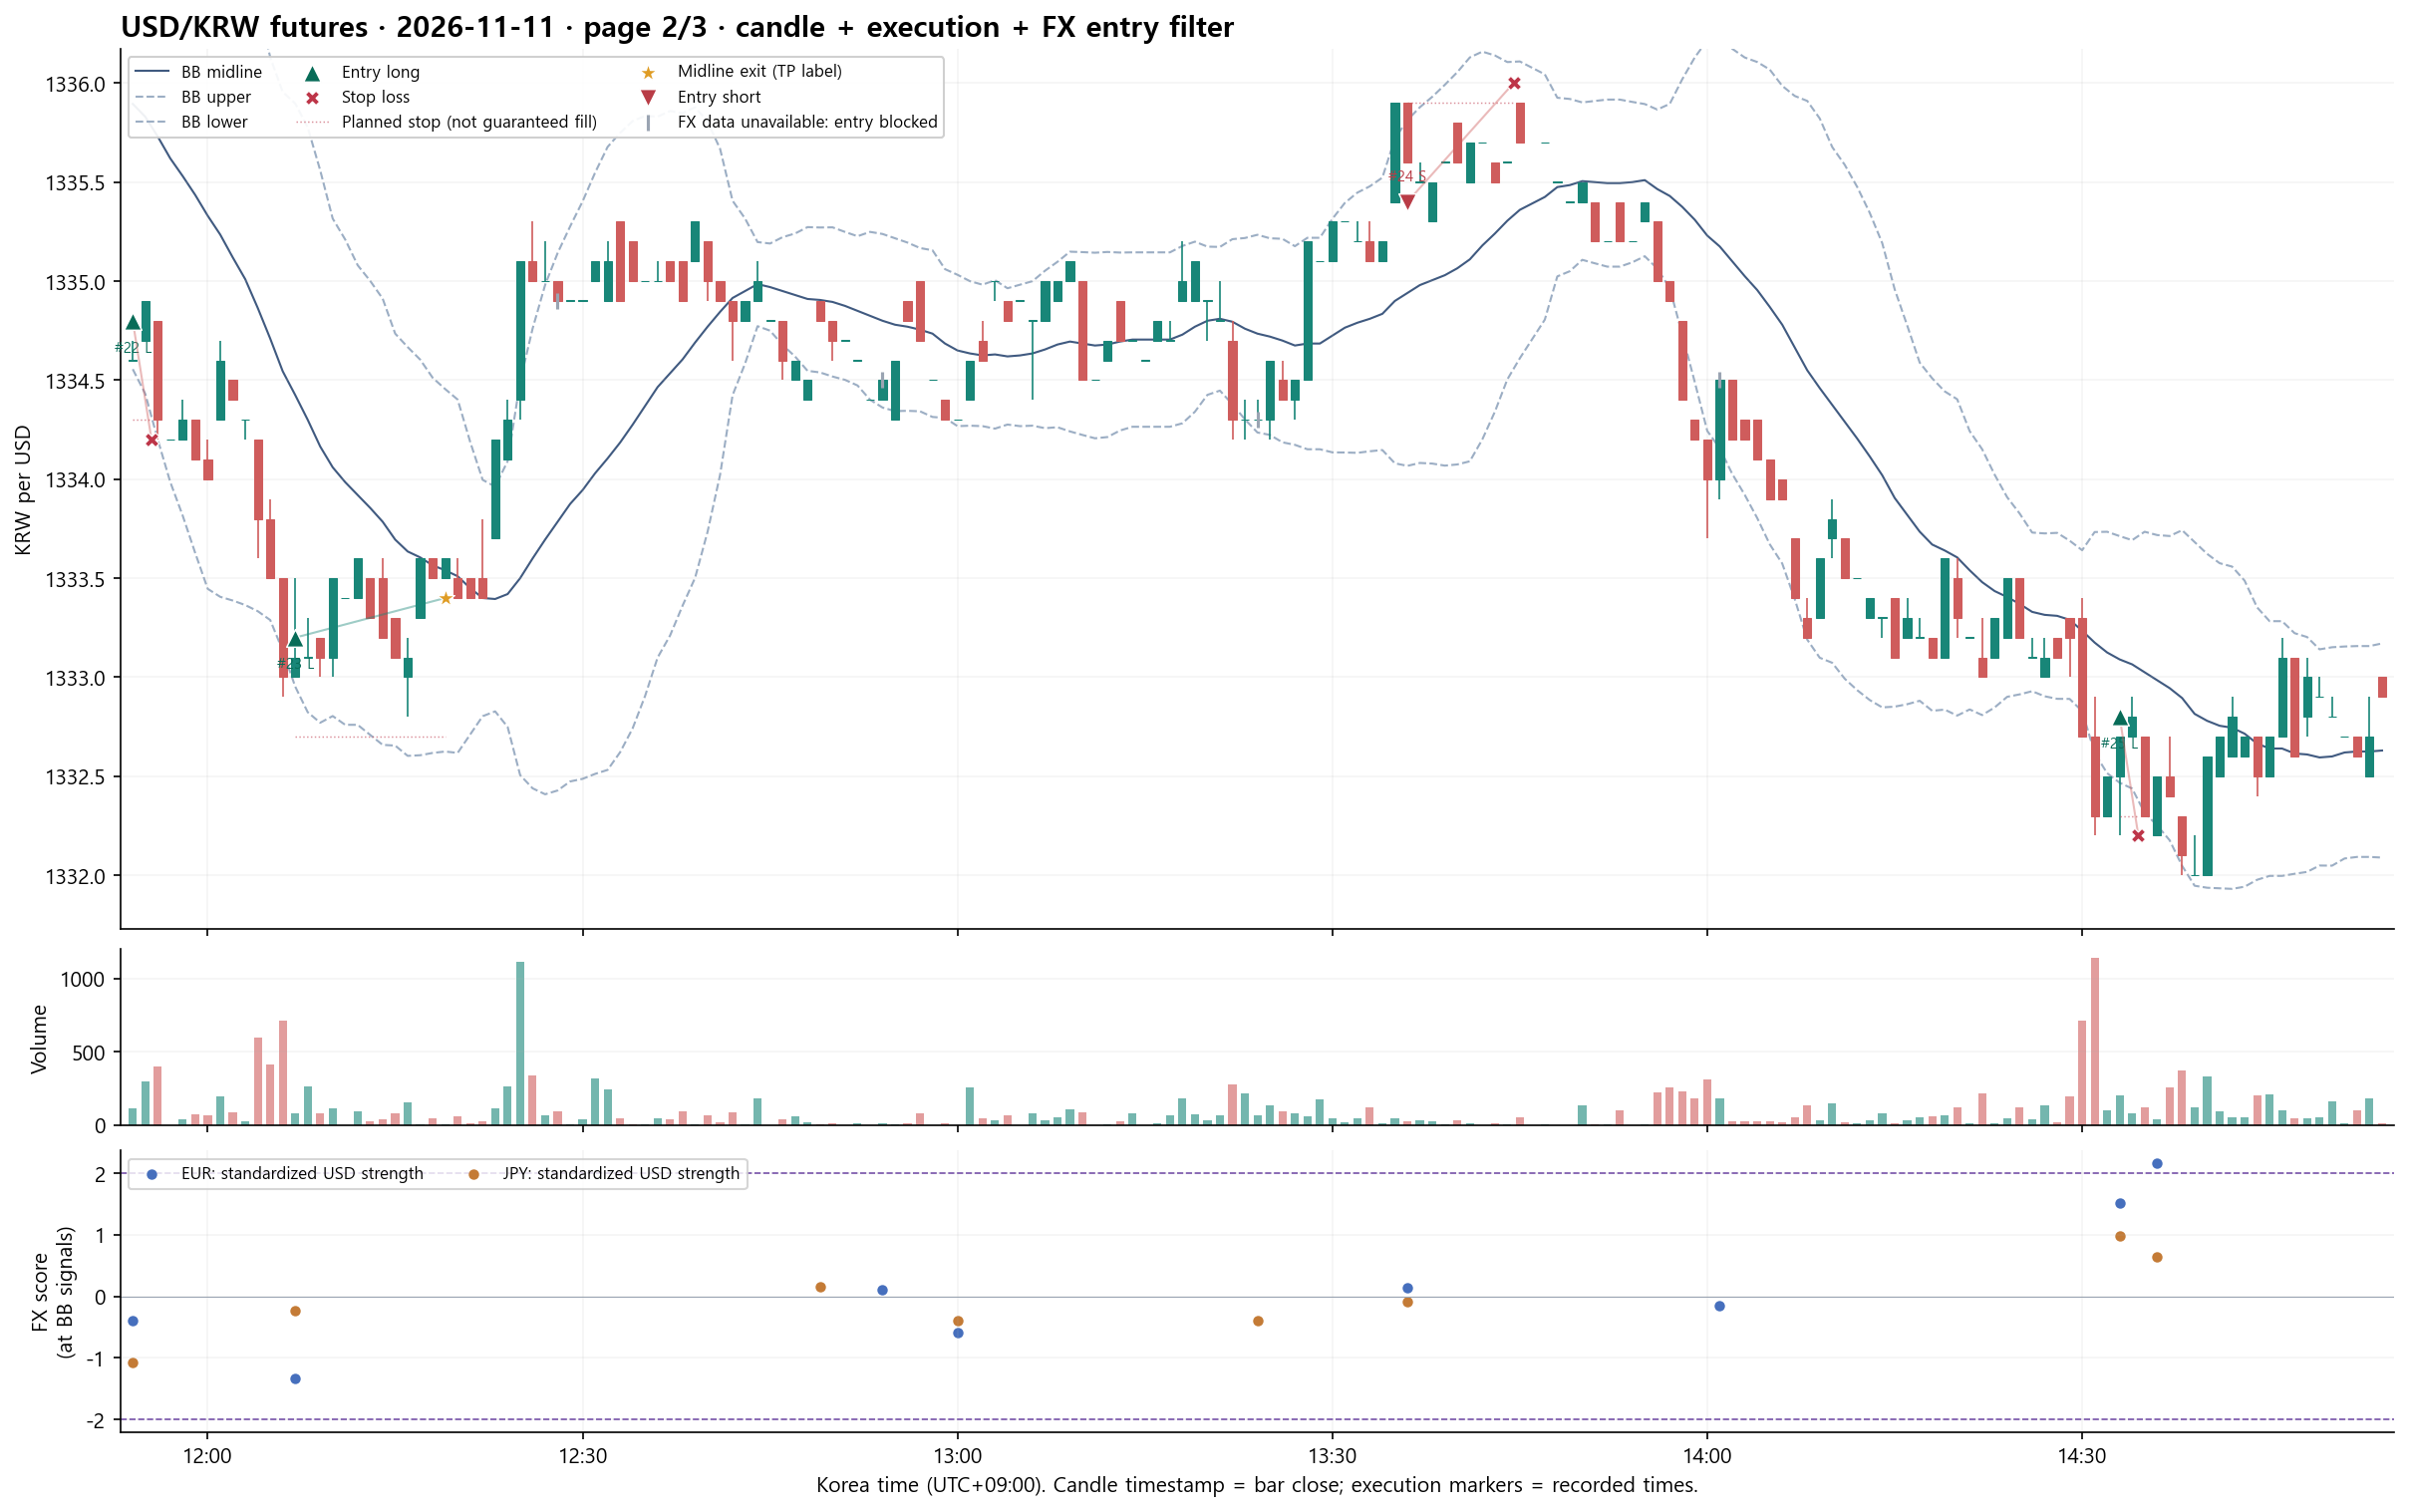 USD/KRW futures · 2026-11-11 · page 2/3 · candle + execution + FX entry filter
BB midline
BB upper
BB lower
Entry long
Stop loss
Planned stop (not guaranteed fill)
Midline exit (TP label)
Entry short
FX data unavailable: entry blocked
KRW per USD
1336.0
1335.5
1335.0
1334.5
1334.0
1333.5
1333.0
1332.5
1332.0
#22 L
#24 S
Volume
1000
500
0
EUR: standardized USD strength
JPY: standardized USD strength
FX score
(at BB signals)
2
1
0
-1
-2
12:00
12:30
13:00
13:30
14:00
14:30
Korea time (UTC+09:00). Candle timestamp = bar close; execution markers = recorded times.